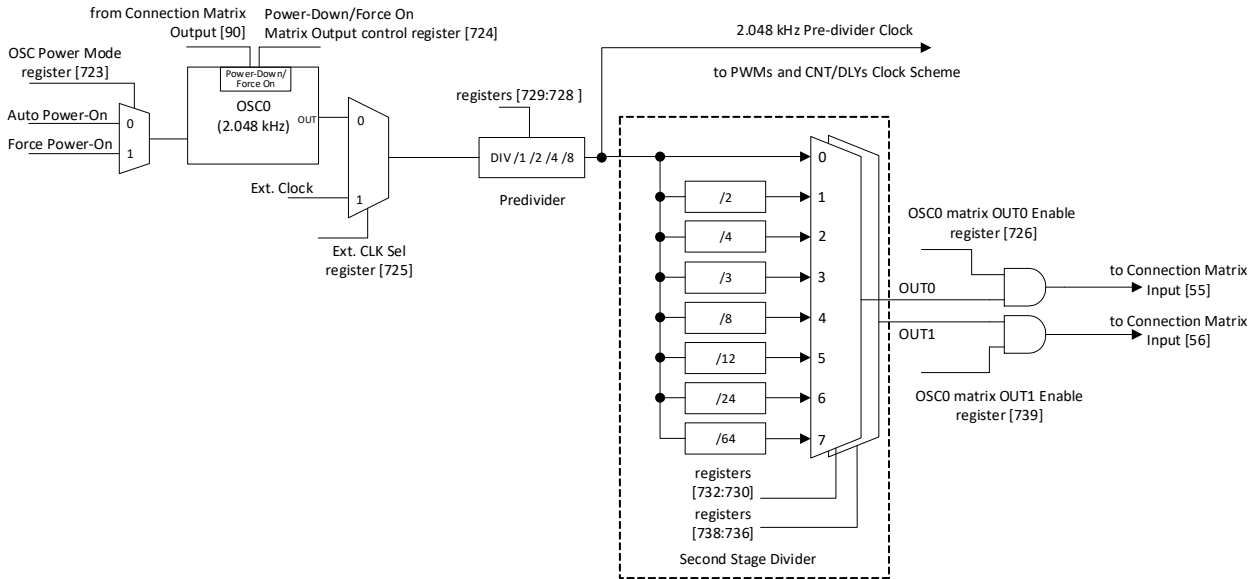 from Connection Matrix
Output [90]
Power-Down/Force On
Matrix Output control register [724]
OSC Power Mode
register [723]
Power-Down/
Force On
OSC0
(2.048 kHz)
OUT
Auto Power-On
Force Power-On
0
1
Ext. Clock
0
1
Ext. CLK Sel
register [725]
registers [729:728 ]
DIV /1 /2 /4 /8
Predivider
2.048 kHz Pre-divider Clock
to PWMs and CNT/DLYs Clock Scheme
0
/2
1
/4
2
/3
3
/8
4
/12
5
/24
6
/64
7
registers
[732:730]
registers
[738:736]
Second Stage Divider
OSC0 matrix OUT0 Enable
register [726]
OUT0
to Connection Matrix
Input [55]
OUT1
to Connection Matrix
Input [56]
OSC0 matrix OUT1 Enable
register [739]